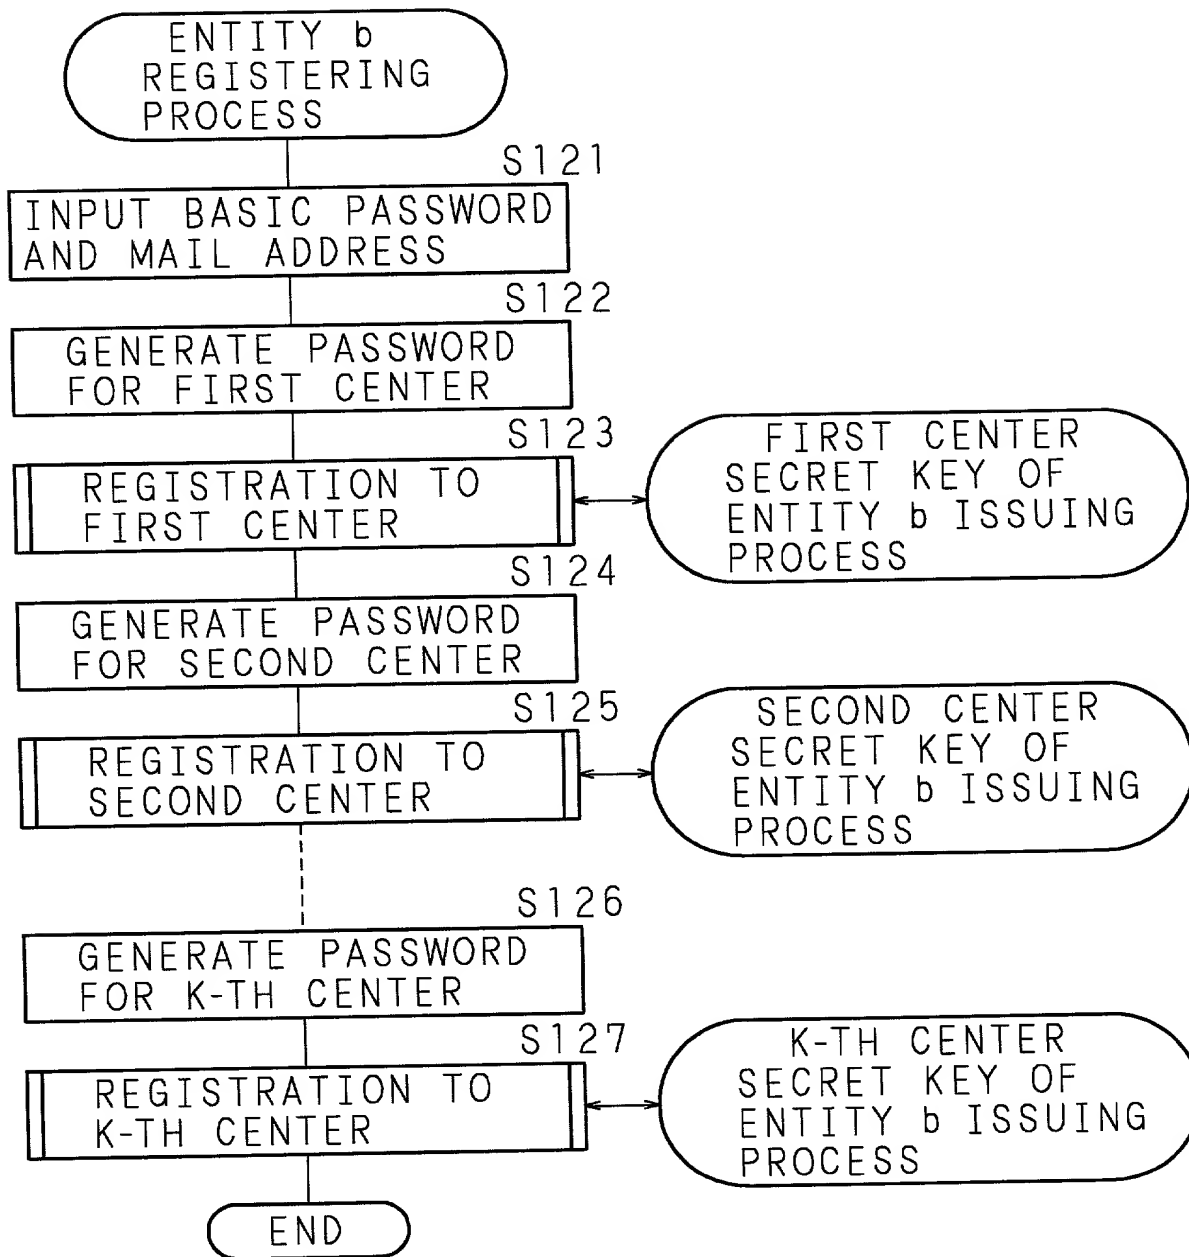 ENTITY b
REGISTERING
PROCESS
S121
INPUT BASIC PASSWORD
AND MAIL ADDRESS
S122
GENERATE PASSWORD
FOR FIRST CENTER
S123
REGISTRATION TO
FIRST CENTER
FIRST CENTER
SECRET KEY OF
ENTITY b ISSUING
PROCESS
S124
GENERATE PASSWORD
FOR SECOND CENTER
S125
REGISTRATION TO
SECOND CENTER
SECOND CENTER
SECRET KEY OF
ENTITY b ISSUING
PROCESS
S126
GENERATE PASSWORD
FOR K-TH CENTER
S127
REGISTRATION TO
K-TH CENTER
K-TH CENTER
SECRET KEY OF
ENTITY b ISSUING
PROCESS
END